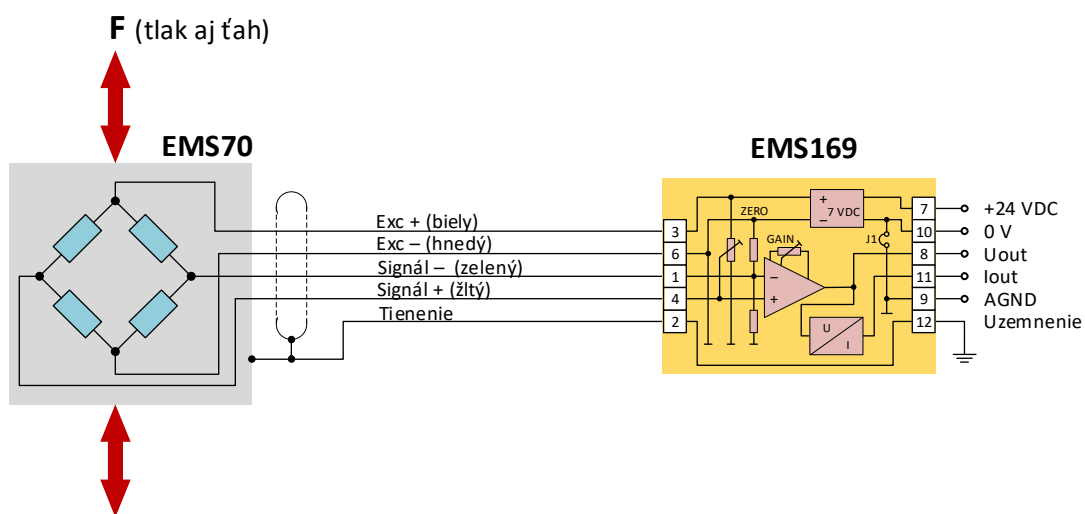 F (tlak aj ťah)
EMS70
EMS169
Exc + (biely)
Exc – (hnedý)
Signál – (zelený)
Signál + (žltý)
Tienenie
3
6
1
4
2
ZERO
GAIN
+
–
7 VDC
J1
–
+
U
I
7
10
8
11
9
12
+24 VDC
0 V
Uout
Iout
AGND
Uzemnenie